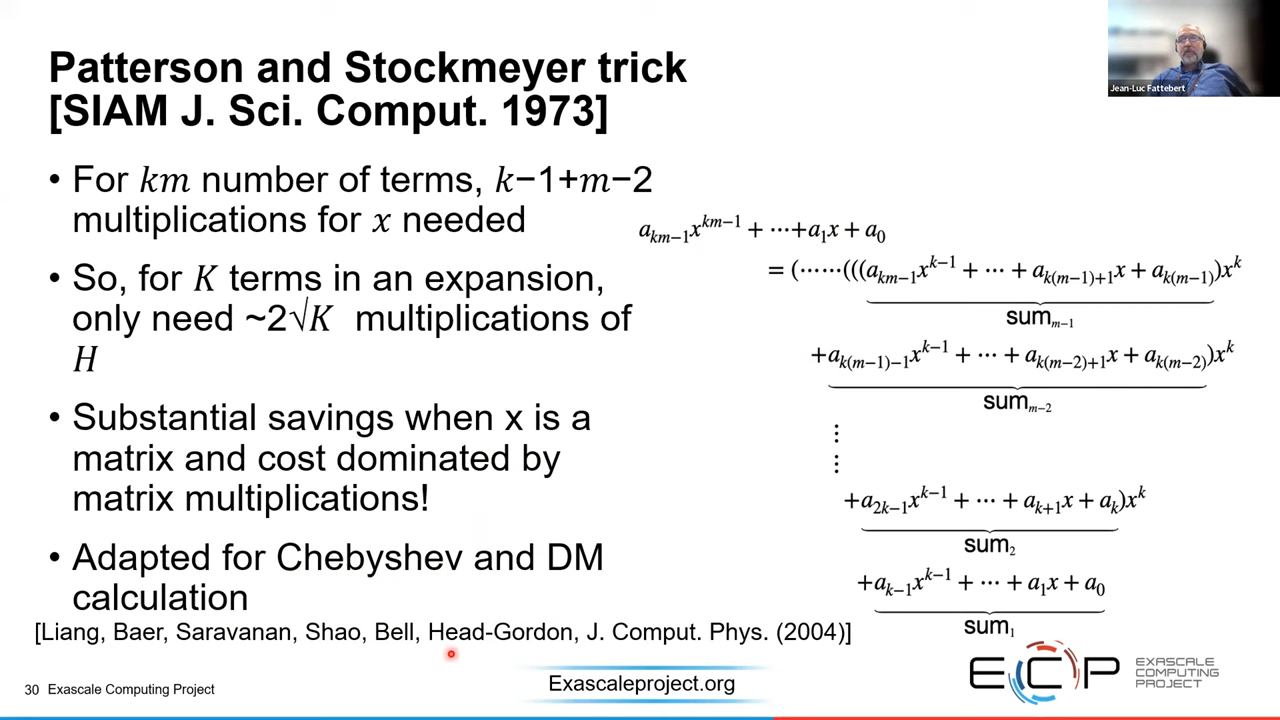 Patterson and Stockmeyer trick
[SIAM J. Sci. Comput. 1973]
• For km number of terms, k−1+m−2
multiplications for x needed
• So, for K terms in an expansion,
only need ~2√K multiplications of
H
• Substantial savings when x is a
matrix and cost dominated by
matrix multiplications!
• Adapted for Chebyshev and DM
calculation
[Liang, Baer, Saravanan, Shao, Bell, Head-Gordon, J. Comput. Phys. (2004)]
a_{km−1}x^{km−1} + ···+a_1x + a_0
= (······(((a_{km−1}x^{k−1} + ··· + a_{k(m−1)+1}x + a_{k(m−1)})x^k
sum_{m−1}
+a_{k(m−1)−1}x^{k−1} + ··· + a_{k(m−2)+1}x + a_{k(m−2)})x^k
sum_{m−2}
⋮
⋮
+a_{2k−1}x^{k−1} + ··· + a_{k+1}x + a_k)x^k
sum_2
+a_{k−1}x^{k−1} + ··· + a_1x + a_0
sum_1
Jean-Luc Fattebert
30 Exascale Computing Project
Exascaleproject.org
ECP
EXASCALE
COMPUTING
PROJECT